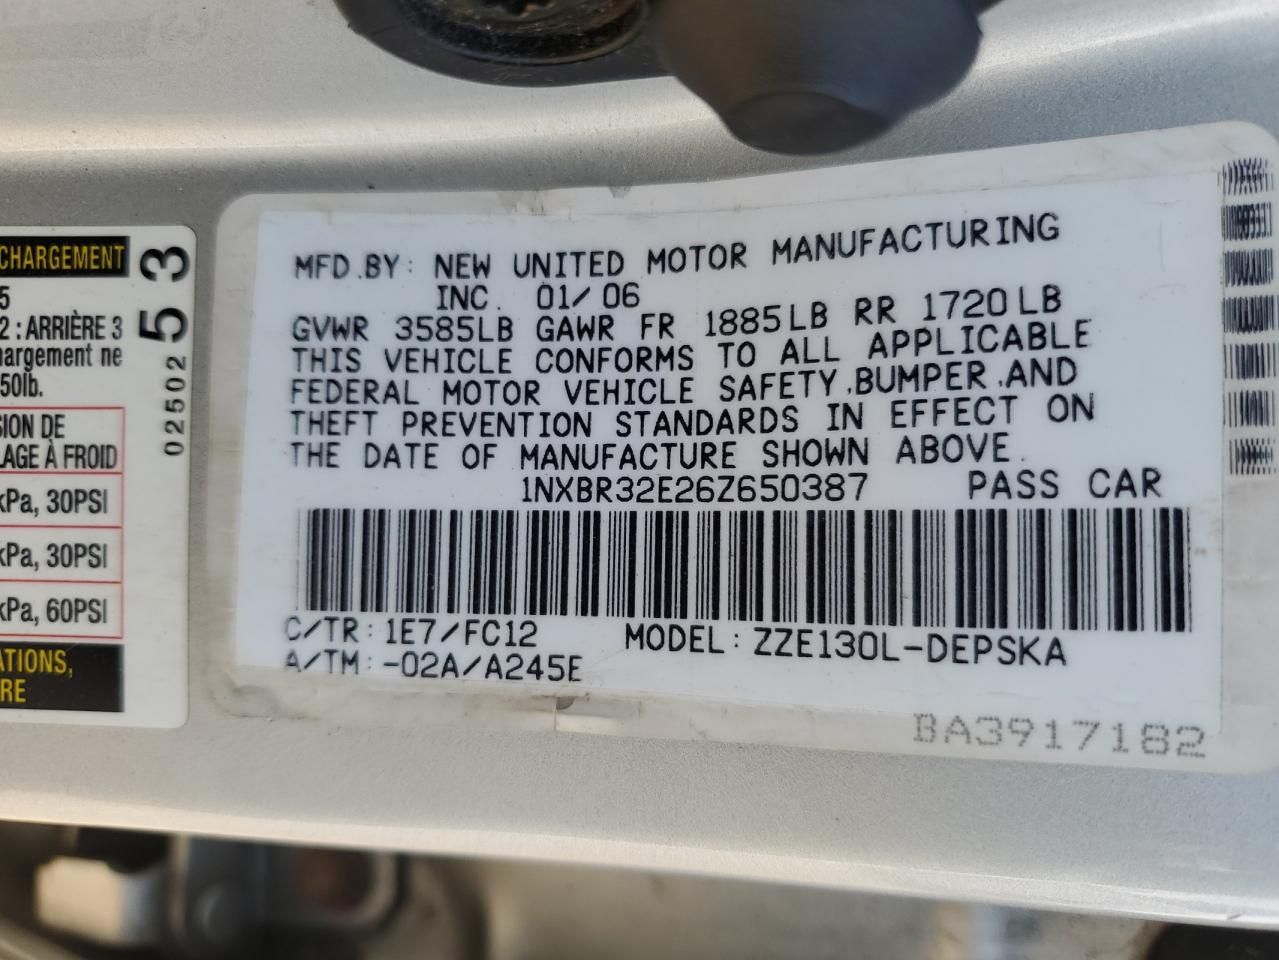 CHARGEMENT
5
2 : ARRIÈRE 3
hargement ne
50lb.
SION DE
LAGE À FROID
kPa, 30PSI
kPa, 30PSI
kPa, 60PSI
ATIONS,
RE
02502 53
MFD.BY: NEW UNITED MOTOR MANUFACTURING
INC. 01/06
GVWR 3585LB GAWR FR 1885LB RR 1720LB
THIS VEHICLE CONFORMS TO ALL APPLICABLE
FEDERAL MOTOR VEHICLE SAFETY,BUMPER,AND
THEFT PREVENTION STANDARDS IN EFFECT ON
THE DATE OF MANUFACTURE SHOWN ABOVE.
1NXBR32E26Z650387 PASS CAR
C/TR: 1E7/FC12 MODEL: ZZE130L-DEPSKA
A/TM: -02A/A245E
BA3917182